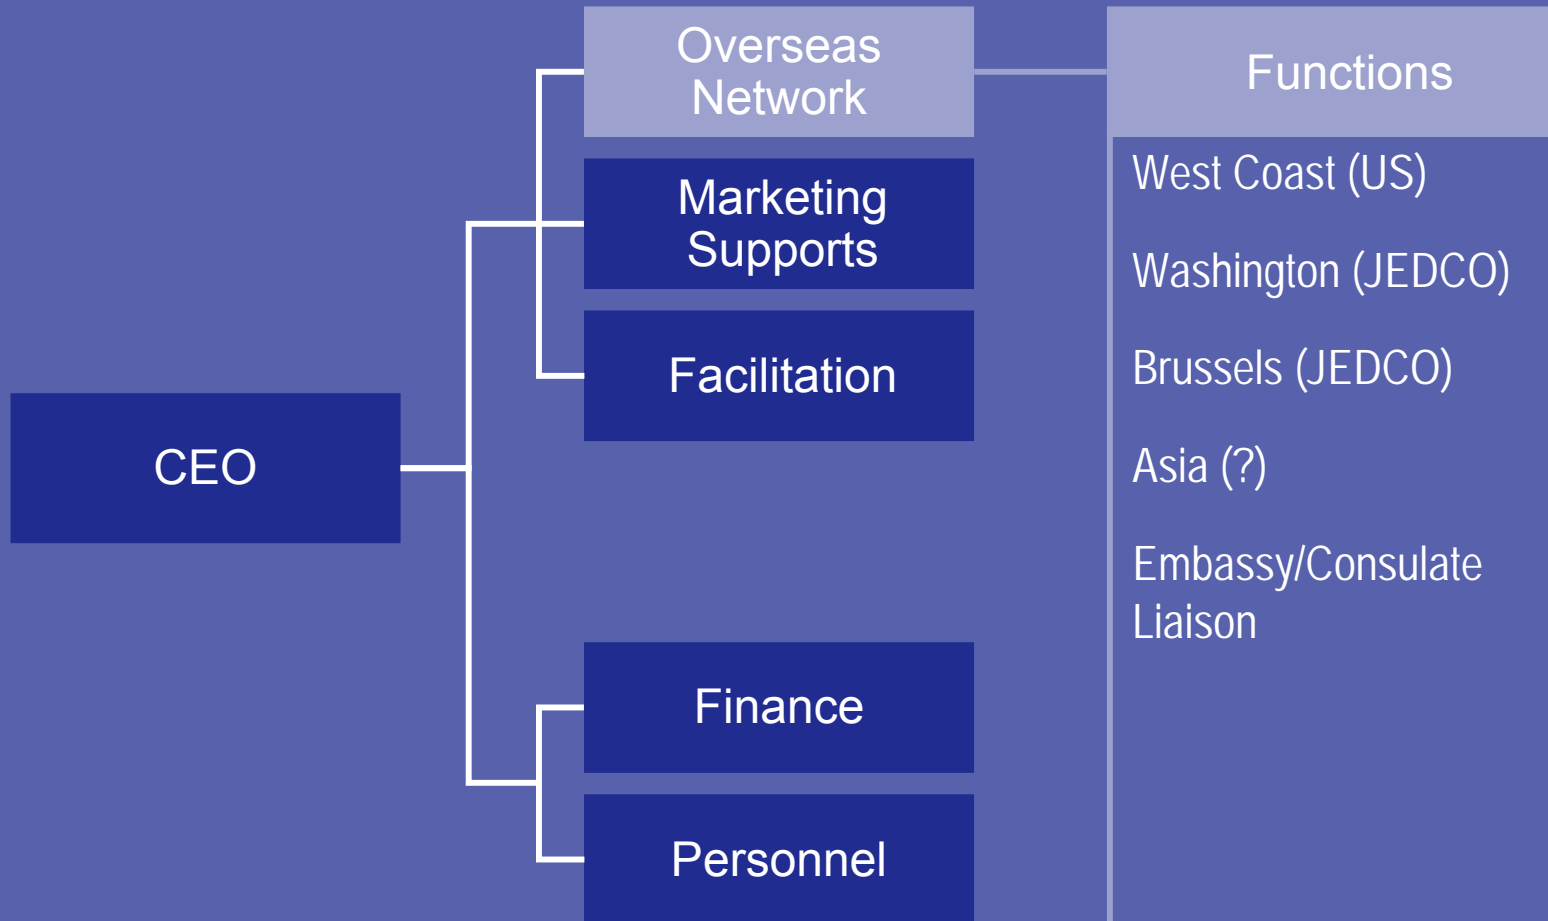 Overseas
Network
Functions
Marketing
Supports
Facilitation
CEO
Finance
Personnel
West Coast (US)
Washington (JEDCO)
Brussels (JEDCO)
Asia (?)
Embassy/Consulate
Liaison